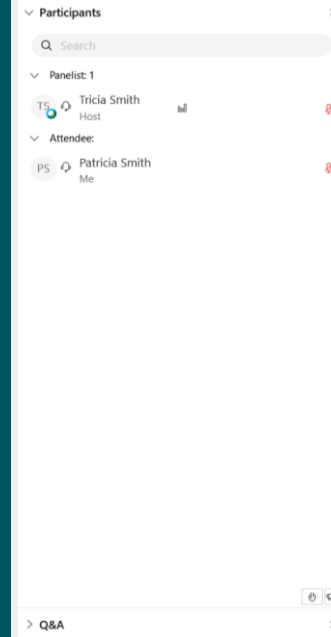 Participants
Search
Panelist: 1
TS
Tricia Smith
Host
Attendee:
PS
Patricia Smith
Me
Q&A